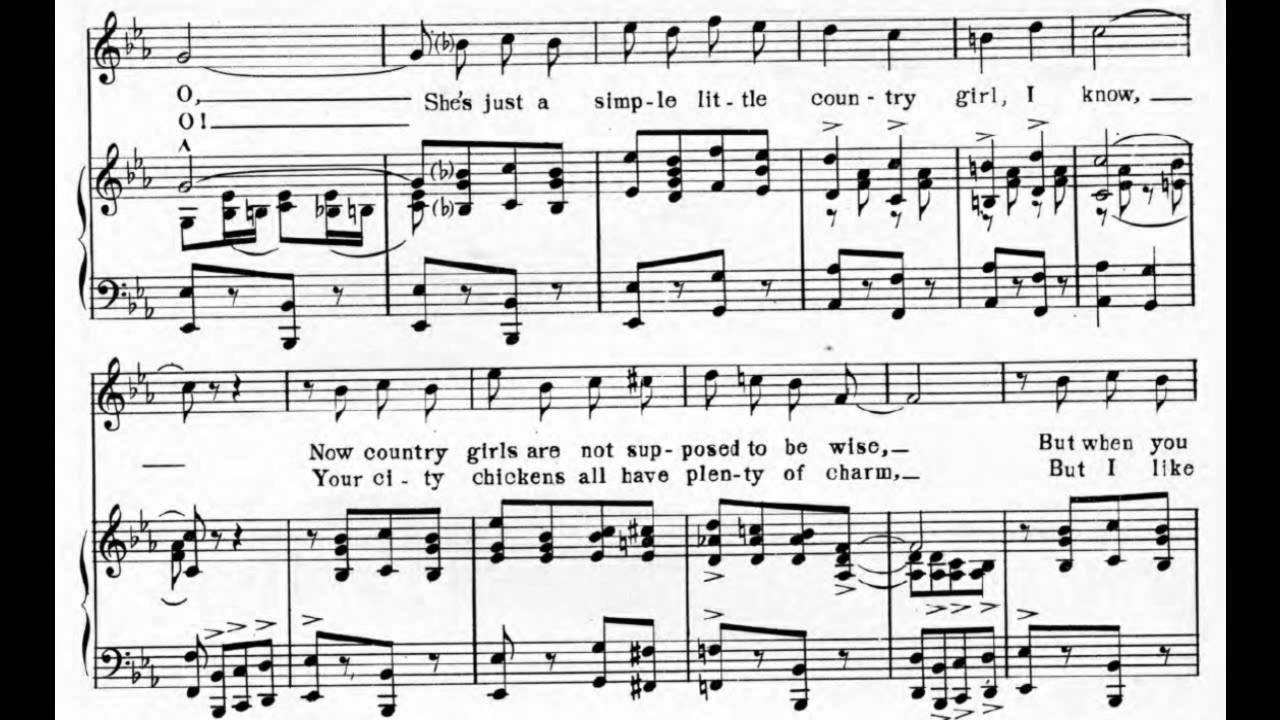 O, She's just a simp-le lit-tle coun-try girl, I know,
O!
Now country girls are not sup-posed to be wise, But when you
Your ci-ty chickens all have plen-ty of charm, But I like